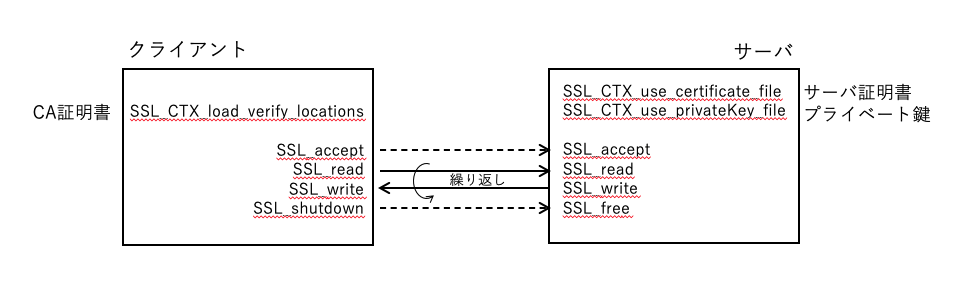 クライアント
サーバ
CA証明書
SSL_CTX_load_verify_locations
SSL_accept
SSL_read
SSL_write
SSL_shutdown
繰り返し
SSL_CTX_use_certificate_file
SSL_CTX_use_privateKey_file
SSL_accept
SSL_read
SSL_write
SSL_free
サーバ証明書
プライベート鍵